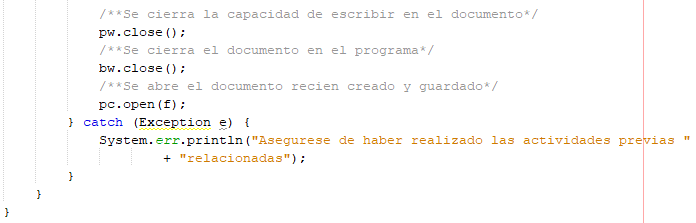 /**Se cierra la capacidad de escribir en el documento*/
pw.close();
/**Se cierra el documento en el programa*/
bw.close();
/**Se abre el documento recien creado y guardado*/
pc.open(f);
} catch (Exception e) {
System.err.println("Asegurese de haber realizado las actividades previas "
+ "relacionadas");
}
}
}